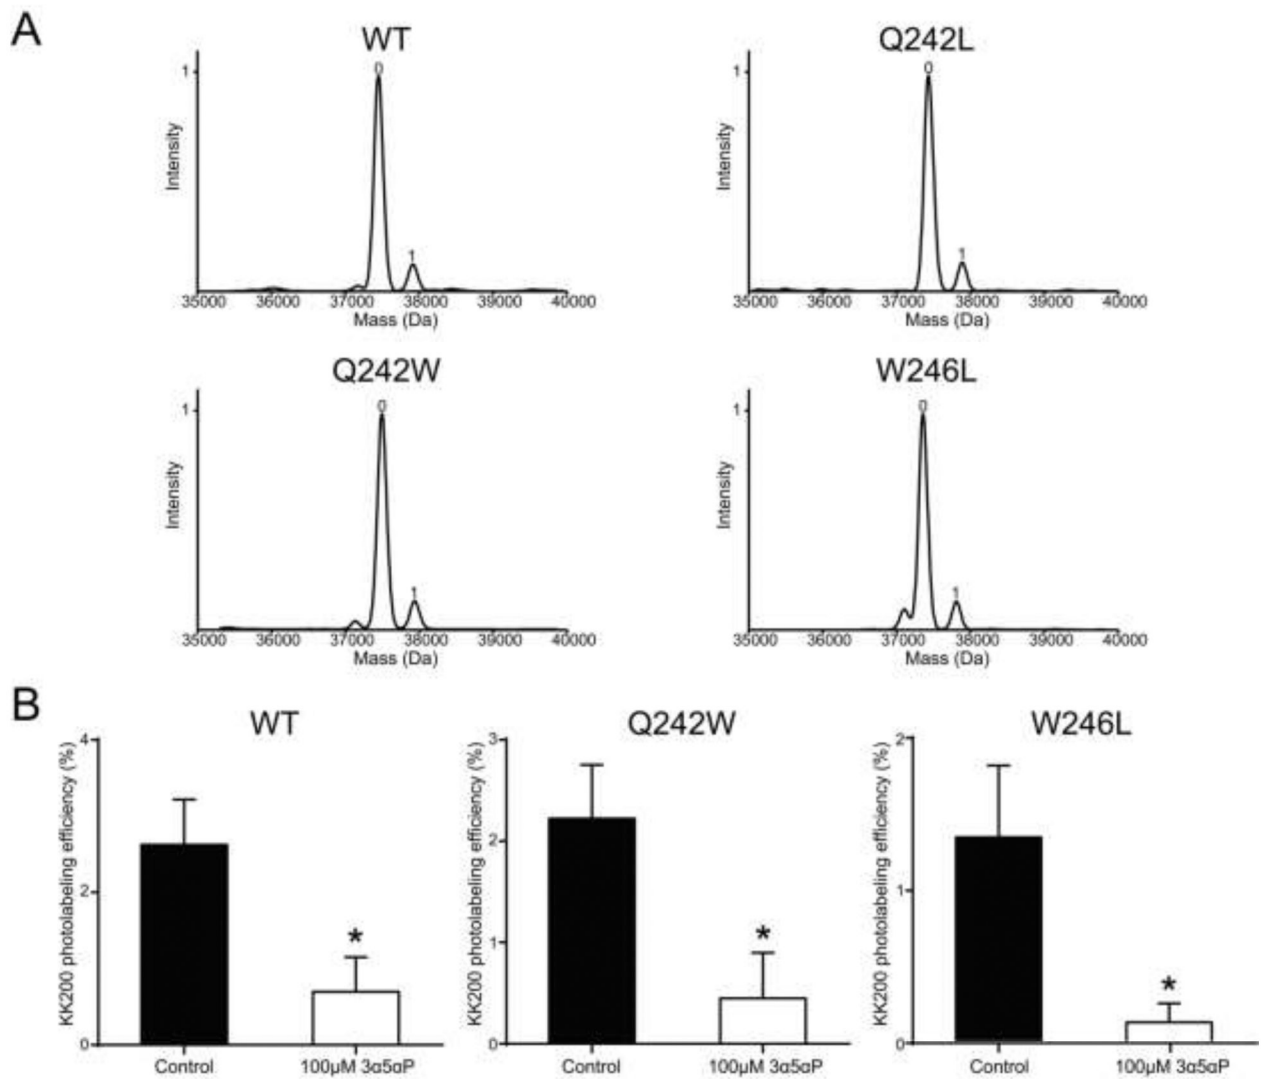 A
WT
Q242L
0
0
1
1
Intensity
Intensity
1
1
35000 36000 37000 38000 39000 40000
35000 36000 37000 38000 39000 40000
Mass (Da)
Mass (Da)
Q242W
W246L
0
0
1
1
Intensity
Intensity
1
1
35000 36000 37000 38000 39000 40000
35000 36000 37000 38000 39000 40000
Mass (Da)
Mass (Da)
B
WT
KK200 photolabeling efficiency (%)
4
2
0
*
Control
100μM 3α5αP
Q242W
KK200 photolabeling efficiency (%)
3
2
1
0
*
Control
100μM 3α5αP
W246L
KK200 photolabeling efficiency (%)
2
1
0
*
Control
100μM 3α5αP